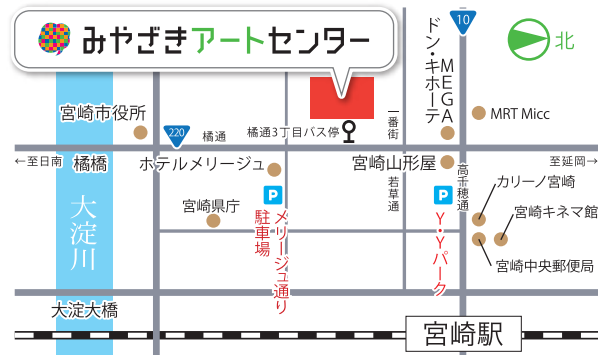 みやざきアートセンター
10
北
ドン・キホーテ
MEGA
宮崎市役所
220
橘通
橘通3丁目バス停
一番街
MRT Micc
←至日南
橘橋
ホテルメリージュ
宮崎山形屋
高千穂通
至延岡→
カリーノ宮崎
P
P
若草通
宮崎キネマ館
大淀川
宮崎県庁
メリージュ通り
駐車場
Y・Yパーク
宮崎中央郵便局
大淀大橋
宮崎駅